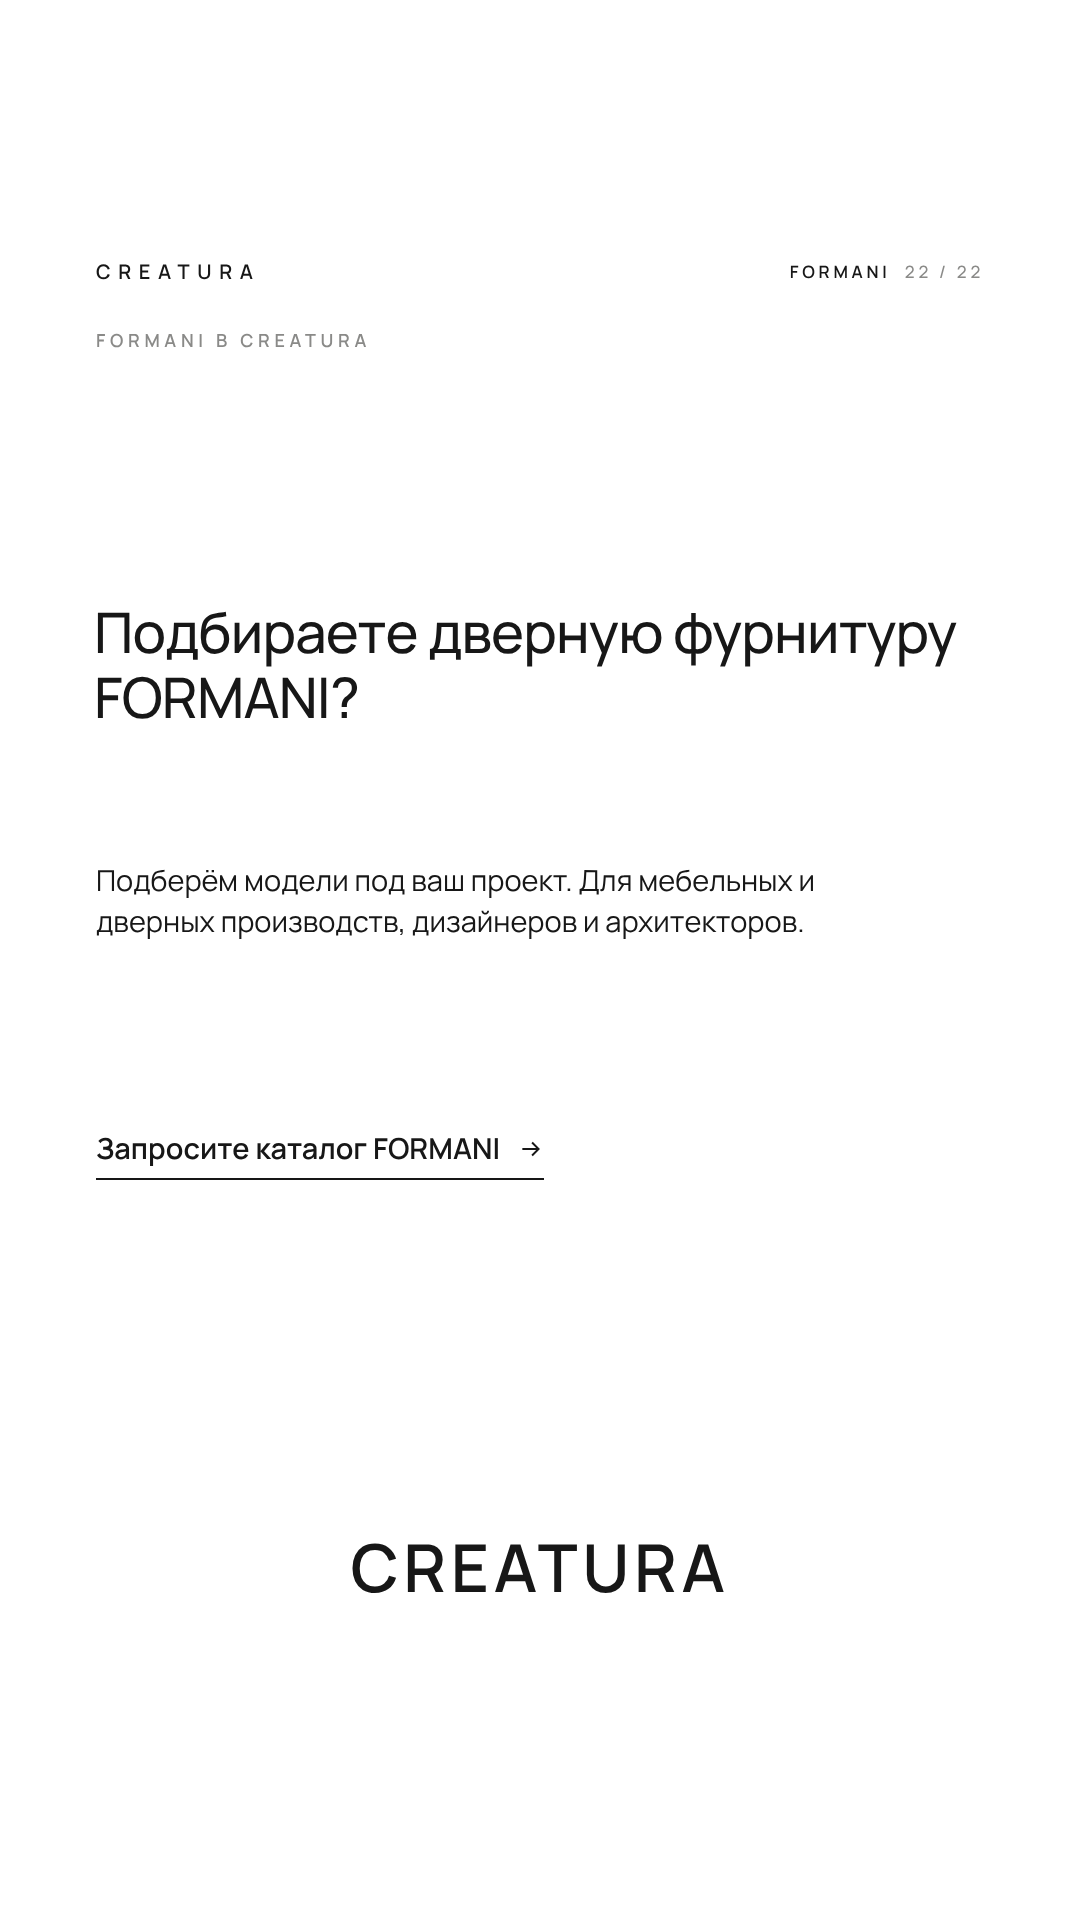 CREATURA
FORMANI 22 / 22
FORMANI В CREATURA
Подбираете дверную фурнитуру
FORMANI?
Подберём модели под ваш проект. Для мебельных и
дверных производств, дизайнеров и архитекторов.
Запросите каталог FORMANI →
CREATURA